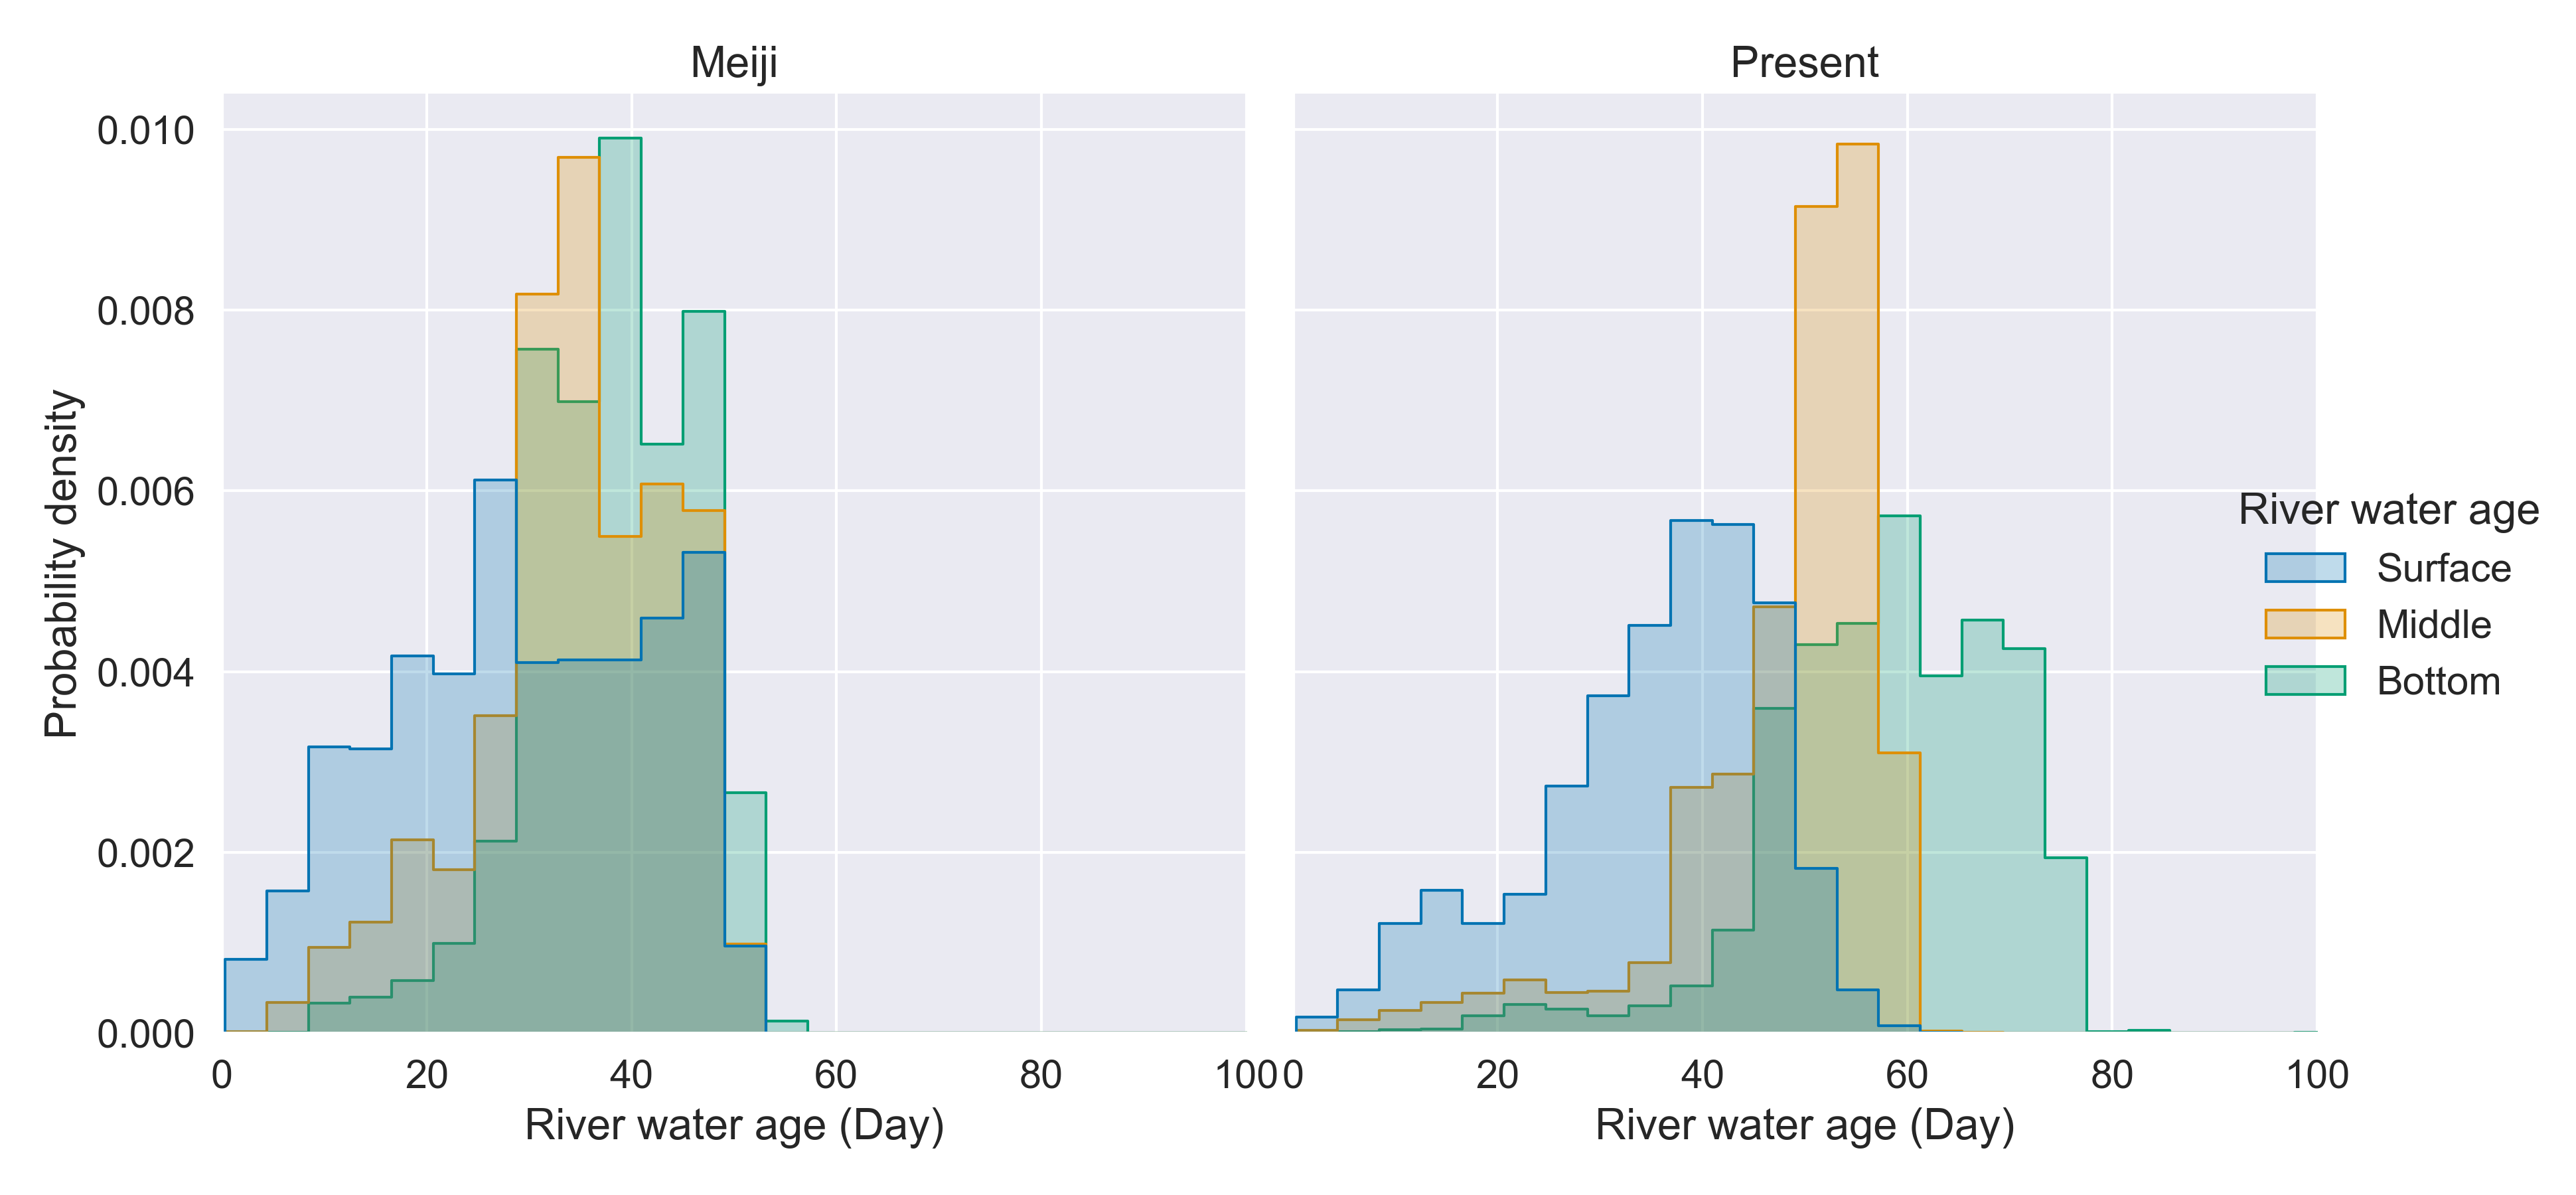 Meiji
Present
0.010
0.008
0.006
0.004
0.002
0.000
Probability density
0 20 40 60 80 100
0 20 40 60 80 100
River water age (Day)
River water age (Day)
River water age
Surface
Middle
Bottom